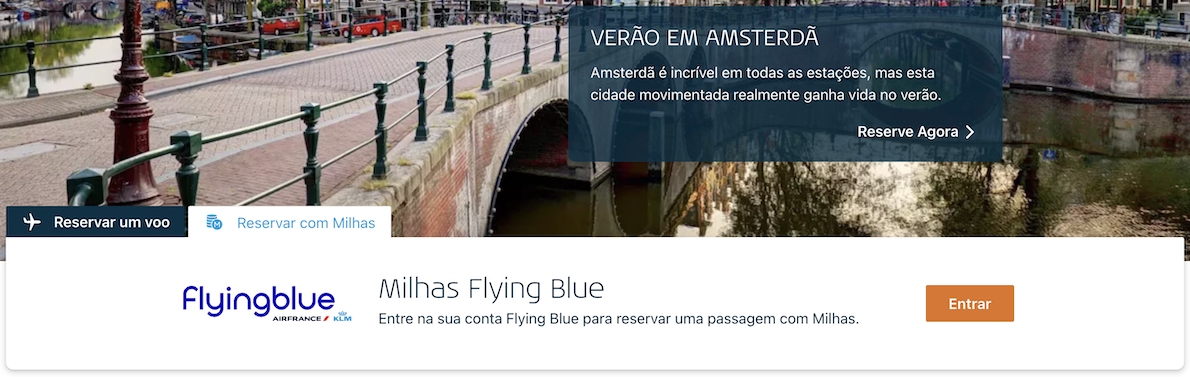 VERÃO EM AMSTERDÃ
Amsterdã é incrível em todas as estações, mas esta
cidade movimentada realmente ganha vida no verão.
Reserve Agora
Reservar um voo
Reservar com Milhas
Flyingblue
AIRFRANCE KLM
Milhas Flying Blue
Entre na sua conta Flying Blue para reservar uma passagem com Milhas.
Entrar